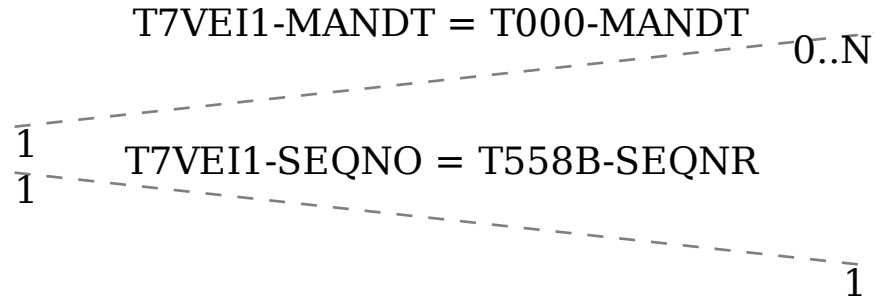 T7VEI1-MANDT = T000-MANDT
0..N
1
T7VEI1-SEQNO = T558B-SEQNR
1
1